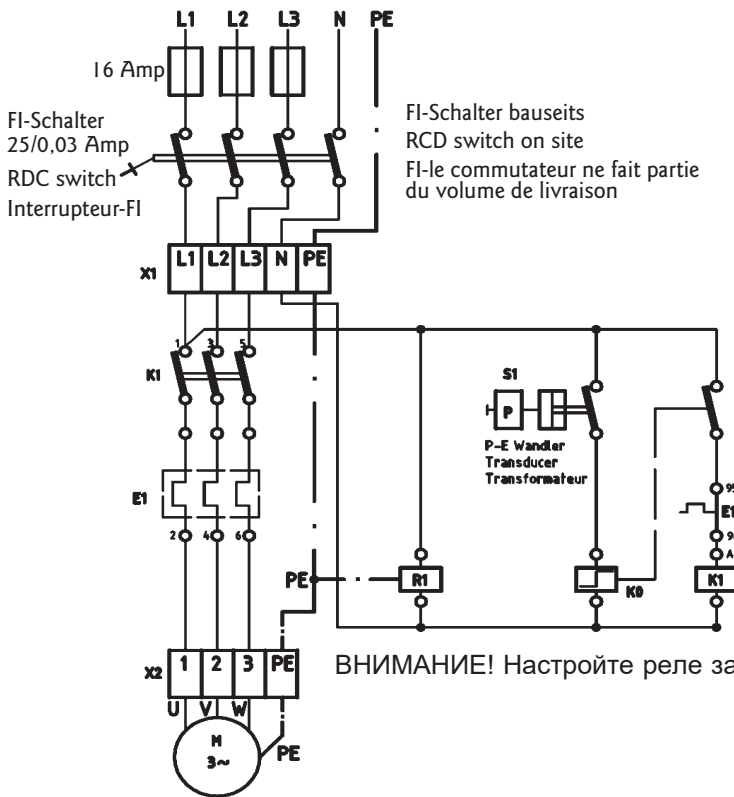 L1 L2 L3 N PE
16 Amp
FI-Schalter
25/0,03 Amp
RDC switch
Interrupteur-FI
FI-Schalter bauseits
RCD switch on site
FI-le commutateur ne fait partie
du volume de livraison
X1 L1 L2 L3 N PE
1 3 5
K1
S1
P
P-E Wandler
Transducer
Transformateur
E1
2 4 6
95
E1
PE R1 K0 K1
X2 1 2 3 PE
ВНИМАНИЕ! Настройте реле
U V W
M
3~
PE